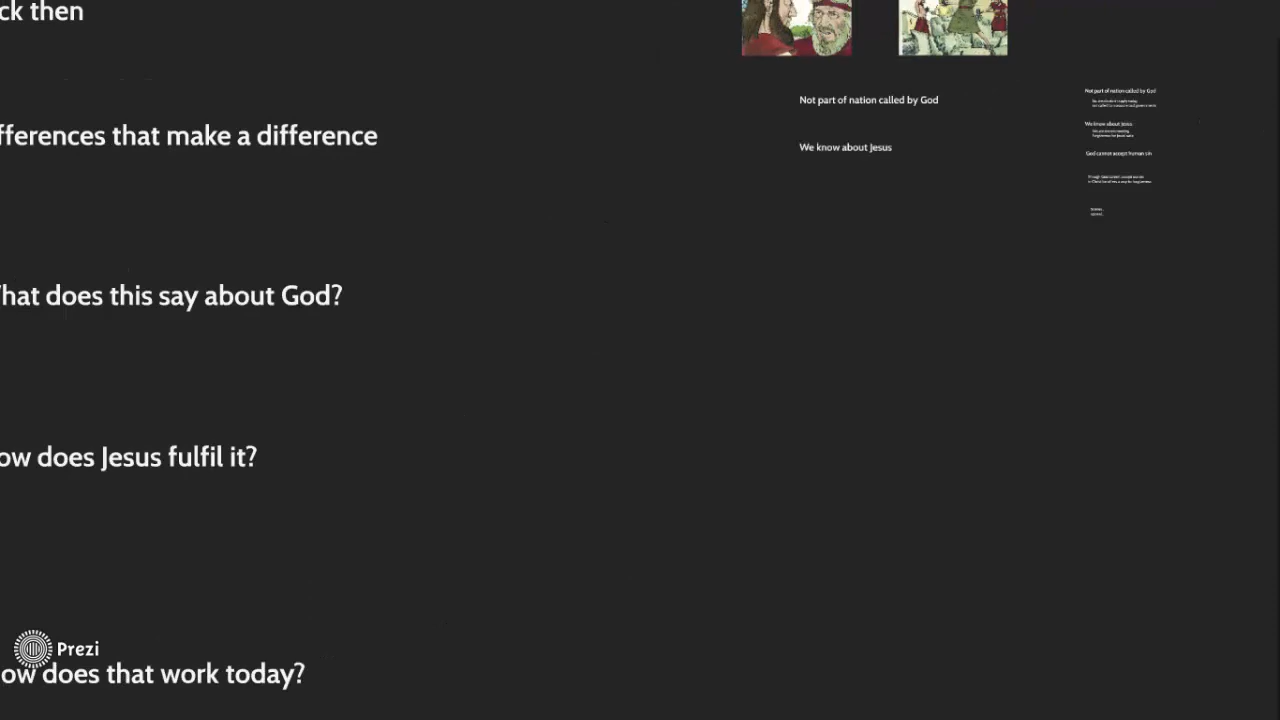 ck then
fferences that make a difference
hat does this say about God?
ow does Jesus fulfil it?
Prezi
ow does that work today?
Not part of nation called by God
We know about Jesus
Not part of nation called by God
We know about Jesus
God cannot accept human sin